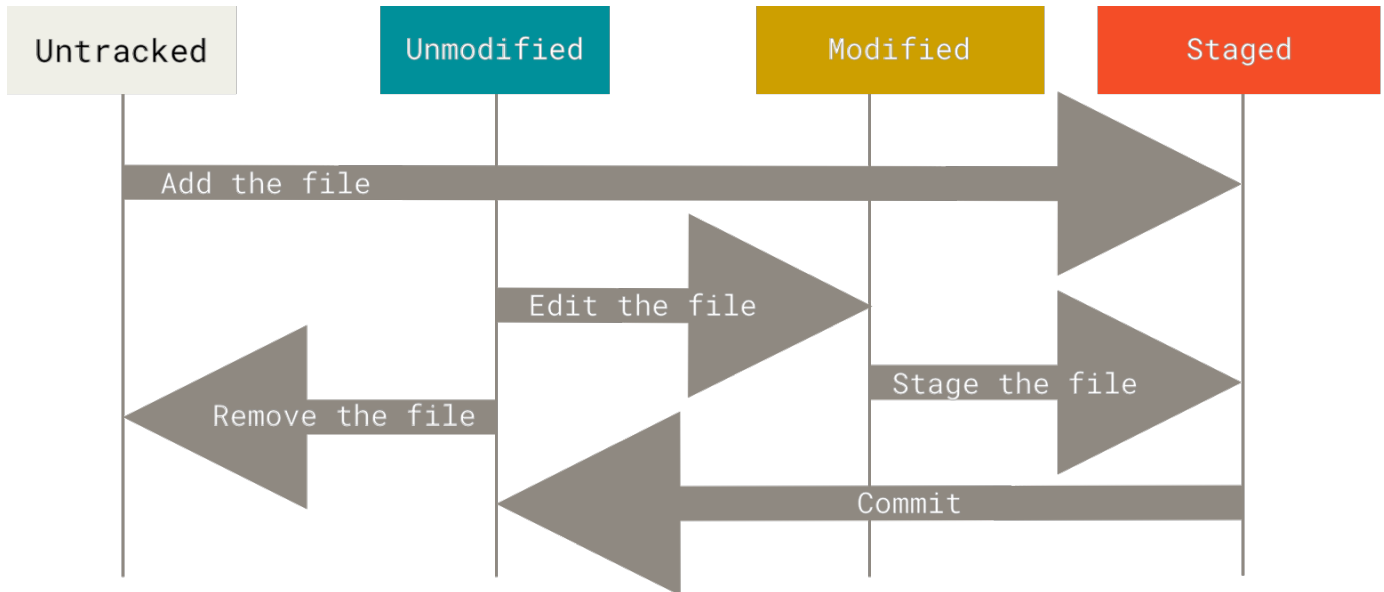 Untracked
Unmodified
Modified
Staged
Add the file
Edit the file
Stage the file
Remove the file
Commit